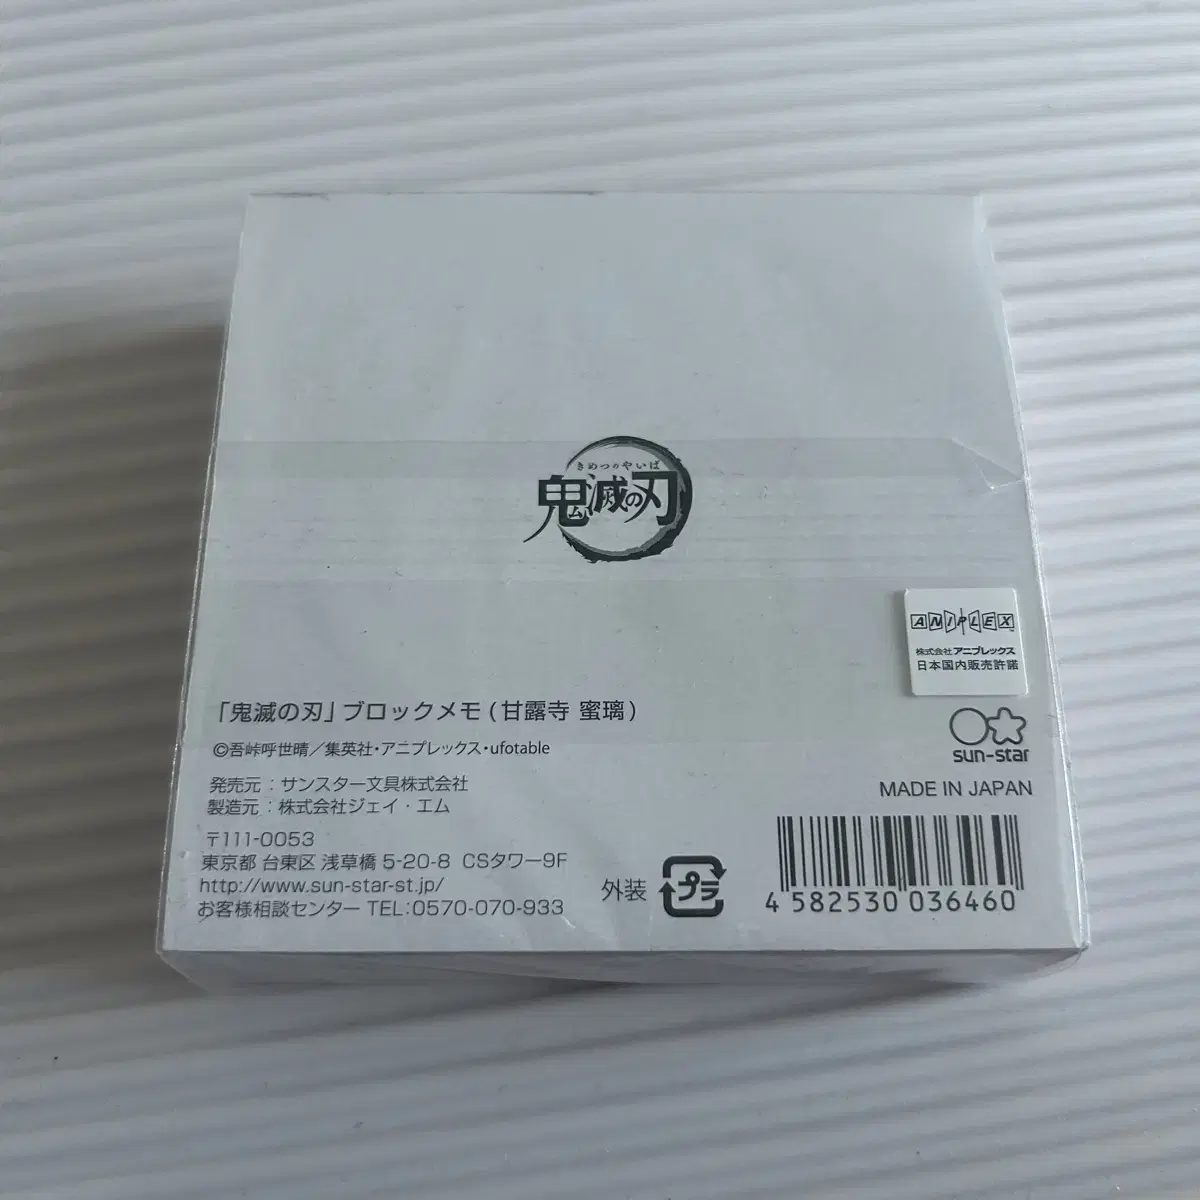 きめつのやいば
鬼滅の刃
ANIPLEX™
株式会社アニプレックス
日本国内販売許諾
「鬼滅の刃」ブロックメモ(甘露寺 蜜璃)
©吾峠呼世晴／集英社・アニプレックス・ufotable
sun-star
発売元：サンスター文具株式会社
製造元：株式会社ジェイ・エム
MADE IN JAPAN
〒111-0053
東京都 台東区 浅草橋 5-20-8 CSタワー9F
http://www.sun-star-st.jp/
お客様相談センター TEL:0570-070-933
外装 プラ
4 582530 036460